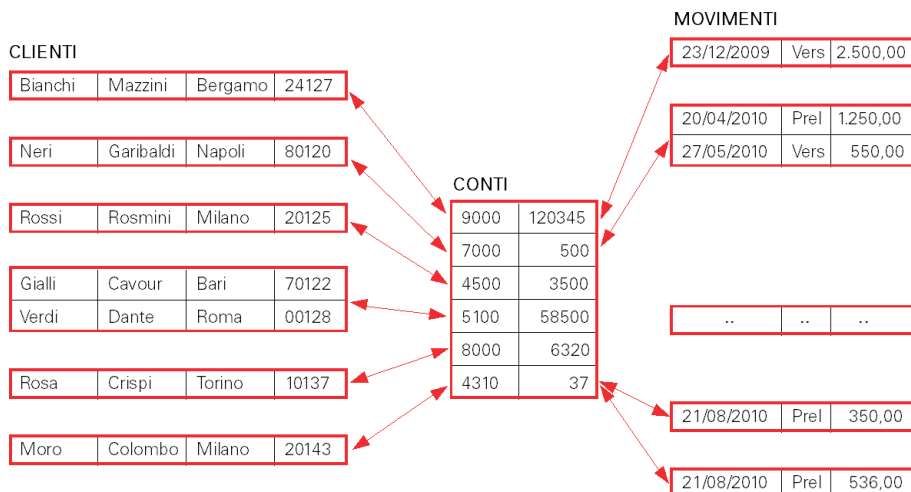 CLIENTI
Bianchi Mazzini Bergamo 24127
Neri Garibaldi Napoli 80120
Rossi Rosmini Milano 20125
Gialli Cavour Bari 70122
Verdi Dante Roma 00128
Rosa Crispi Torino 10137
Moro Colombo Milano 20143
CONTI
9000 120345
7000 500
4500 3500
5100 58500
8000 6320
4310 37
MOVIMENTI
23/12/2009 Vers 2.500,00
20/04/2010 Prel 1.250,00
27/05/2010 Vers 550,00
.. .. ..
21/08/2010 Prel 350,00
21/08/2010 Prel 536,00